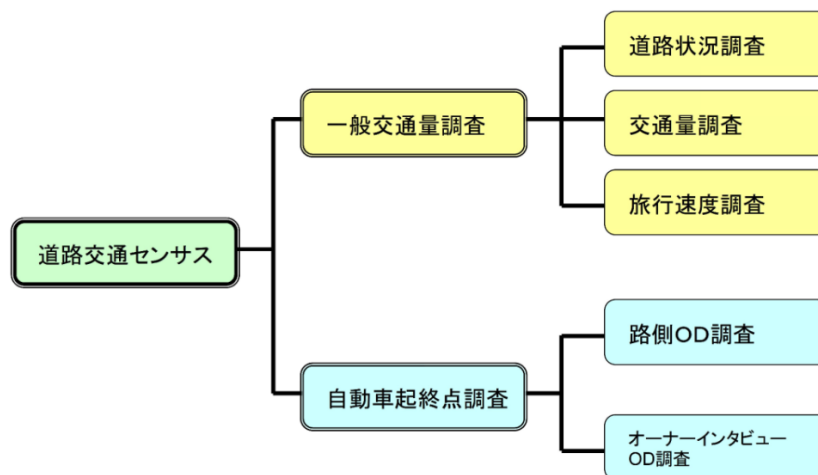 道路交通センサス
一般交通量調査
道路状況調査
交通量調査
旅行速度調査
自動車起終点調査
路側OD調査
オーナーインタビュー
OD調査